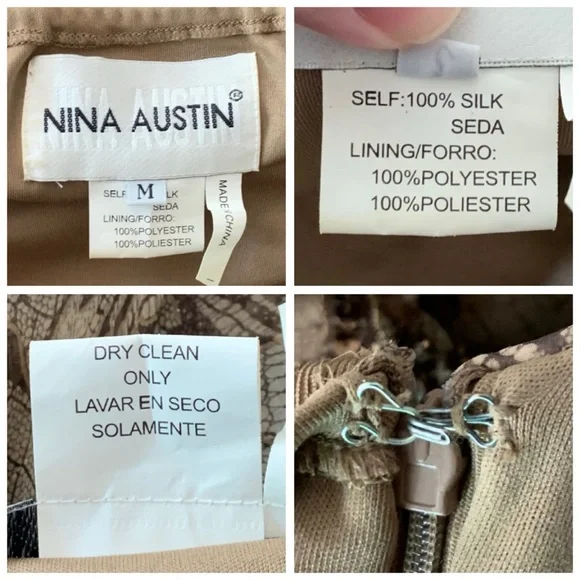 NINA AUSTIN®
M
SELF SILK
SEDA
LINING/FORRO:
100%POLYESTER
100%POLIESTER
MADE CHINA
SELF:100% SILK
SEDA
LINING/FORRO:
100%POLYESTER
100%POLIESTER
DRY CLEAN
ONLY
LAVAR EN SECO
SOLAMENTE